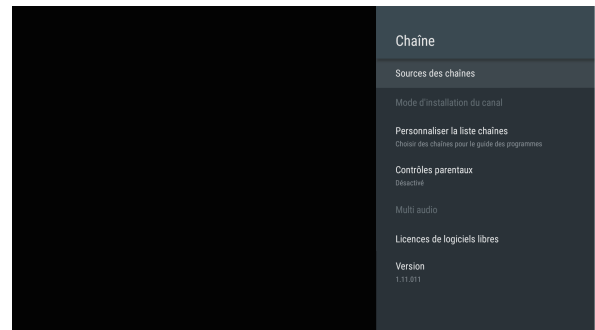 Chaîne
Sources des chaînes
Mode d'installation du canal
Personnaliser la liste chaînes
Choisir des chaînes pour le guide des programmes
Contrôles parentaux
Désactivé
Multi audio
Licences de logiciels libres
Version
1.11.011